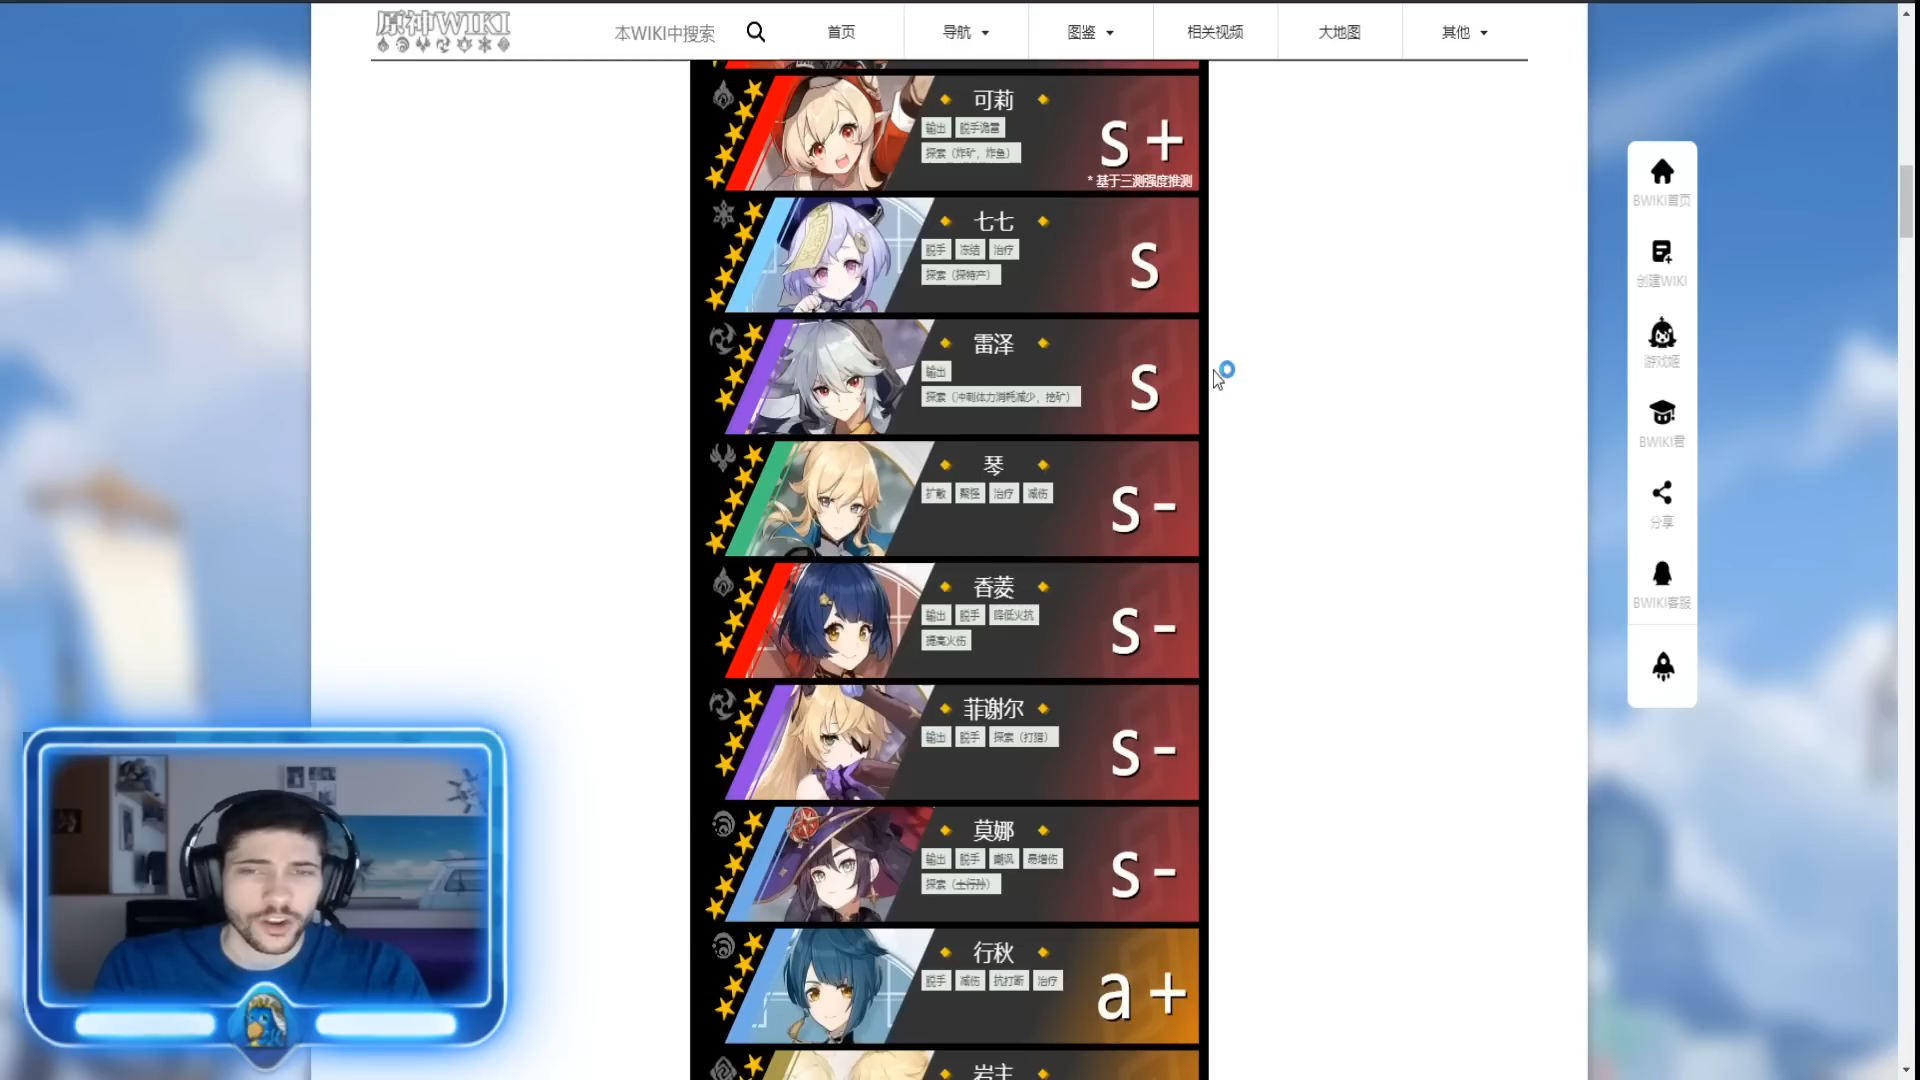 原神WIKI
本WIKI中搜索
首页
导航
图鉴
相关视频
大地图
其他
可莉
输出 脱手诡雷
探索（炸矿，炸鱼）
S+
* 基于三测强度推测
七七
脱手 冻结 治疗
探索（探特产）
S
雷泽
输出
探索（冲刺体力消耗减少，挖矿）
S
琴
扩散 聚怪 治疗 减伤
S-
香菱
输出 脱手 降低火抗
提高火伤
S-
菲谢尔
输出 脱手 探索（打猎）
S-
莫娜
输出 脱手 嘲讽 易增伤
探索（土行孙）
S-
行秋
脱手 减伤 抗打断 治疗
a+
岩主
BWIKI首页
创建WIKI
游戏姬
BWIKI君
分享
BWIKI客服